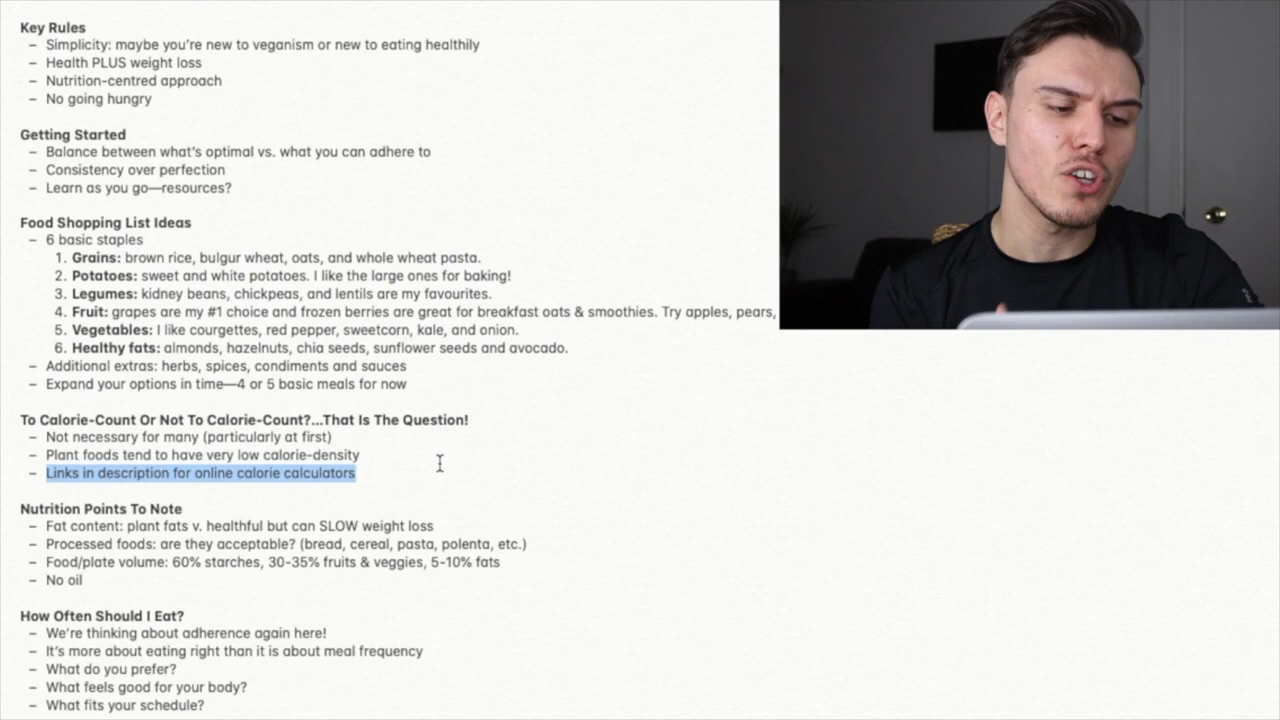 Key Rules
– Simplicity: maybe you're new to veganism or new to eating healthily
– Health PLUS weight loss
– Nutrition-centred approach
– No going hungry
Getting Started
– Balance between what's optimal vs. what you can adhere to
– Consistency over perfection
– Learn as you go—resources?
Food Shopping List Ideas
– 6 basic staples
1. Grains: brown rice, bulgur wheat, oats, and whole wheat pasta.
2. Potatoes: sweet and white potatoes. I like the large ones for baking!
3. Legumes: kidney beans, chickpeas, and lentils are my favourites.
4. Fruit: grapes are my #1 choice and frozen berries are great for breakfast oats & smoothies. Try apples, pears,
5. Vegetables: I like courgettes, red pepper, sweetcorn, kale, and onion.
6. Healthy fats: almonds, hazelnuts, chia seeds, sunflower seeds and avocado.
– Additional extras: herbs, spices, condiments and sauces
– Expand your options in time—4 or 5 basic meals for now
To Calorie-Count Or Not To Calorie-Count?...That Is The Question!
– Not necessary for many (particularly at first)
– Plant foods tend to have very low calorie-density
– Links in description for online calorie calculators
Nutrition Points To Note
– Fat content: plant fats v. healthful but can SLOW weight loss
– Processed foods: are they acceptable? (bread, cereal, pasta, polenta, etc.)
– Food/plate volume: 60% starches, 30-35% fruits & veggies, 5-10% fats
– No oil
How Often Should I Eat?
– We're thinking about adherence again here!
– It's more about eating right than it is about meal frequency
– What do you prefer?
– What feels good for your body?
– What fits your schedule?